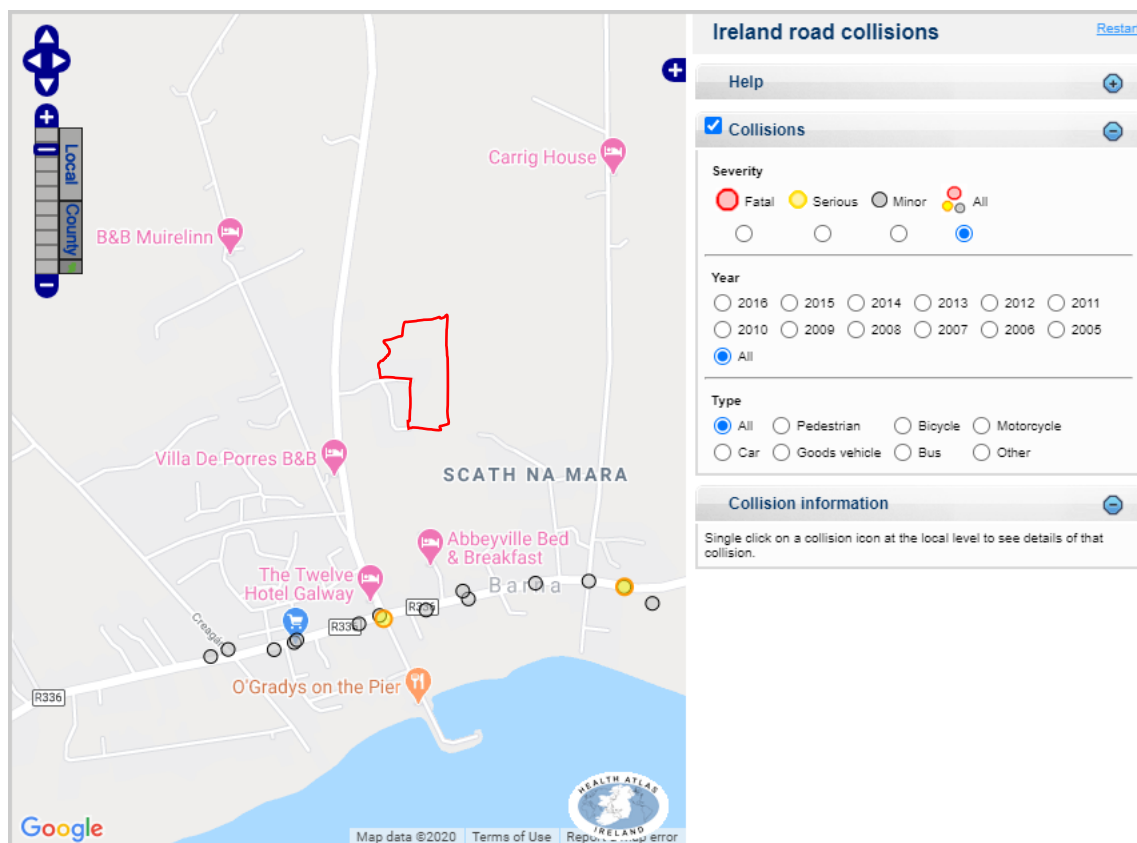 Ireland road collisions
Restar
Help
Collisions
Severity
Fatal Serious Minor All
Year
2016 2015 2014 2013 2012 2011
2010 2009 2008 2007 2006 2005
All
Type
All Pedestrian Bicycle Motorcycle
Car Goods vehicle Bus Other
Collision information
Single click on a collision icon at the local level to see details of that
collision.
Local
County
Carrig House
B&B Muirelinn
Villa De Porres B&B
SCATH NA MARA
Abbeyville Bed
& Breakfast
The Twelve
Hotel Galway
Barna
R336
R336
Creagán
O'Gradys on the Pier
R336
HEALTH ATLAS
IRELAND
Google
Map data ©2020 Terms of Use Report a map error